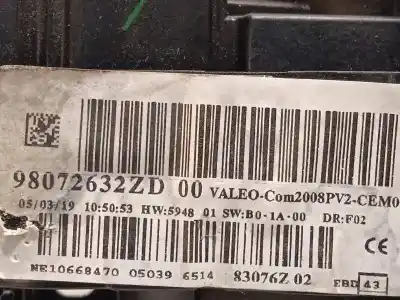 98072632ZD 00 VALEO-Com2008PV2-CEM0
05/03/19 10:50:53 HW:5948 01 SW:B0-1A-00 DR:F02
CE
NE10668470 05039 6514 83076Z 02 EBD 43